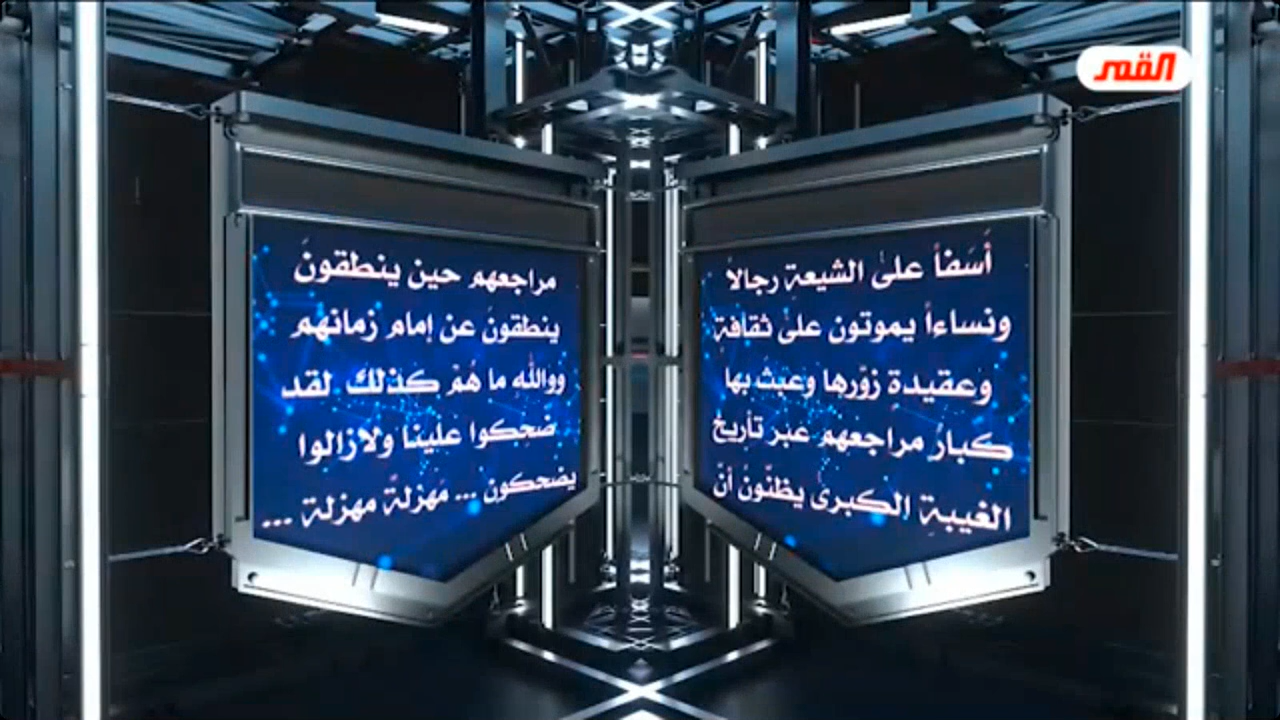 القمر
أَسَفاً على الشيعةِ رجالاً
ونساءاً يموتون على ثقافةٍ
وعقيدةٍ زوّرها وعبث بها
كبارُ مراجعهم عبر تأريخ
الغيبةِ الكبرى يظنّونَ أنّ
مراجعهم حين ينطقونَ
ينطقونَ عن إمام زمانهم
وواللهِ ما هُمْ كذلك لقد
ضحكوا علينا ولازالوا
يضحكون ... مهزلةٌ مهزلة ...